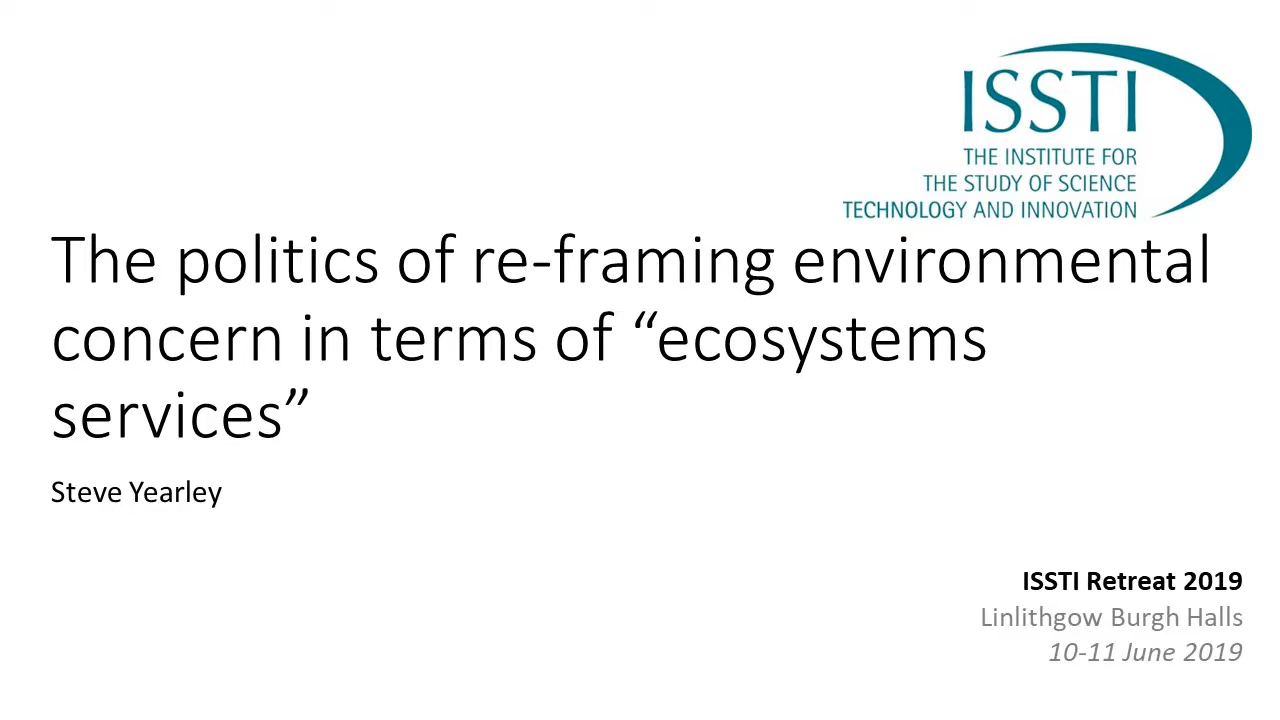 ISSTI
THE INSTITUTE FOR
THE STUDY OF SCIENCE
TECHNOLOGY AND INNOVATION
The politics of re-framing environmental
concern in terms of “ecosystems
services”
Steve Yearley
ISSTI Retreat 2019
Linlithgow Burgh Halls
10-11 June 2019